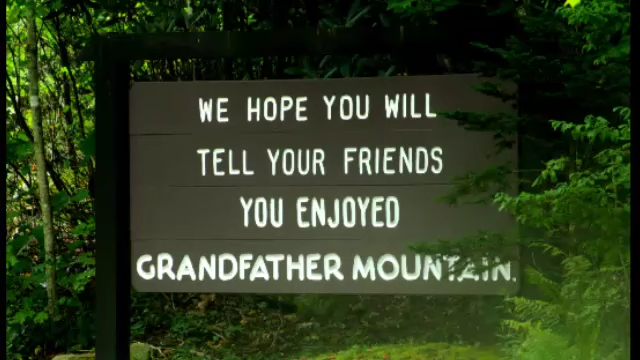 WE HOPE YOU WILL
TELL YOUR FRIENDS
YOU ENJOYED
GRANDFATHER MOUNTAIN.